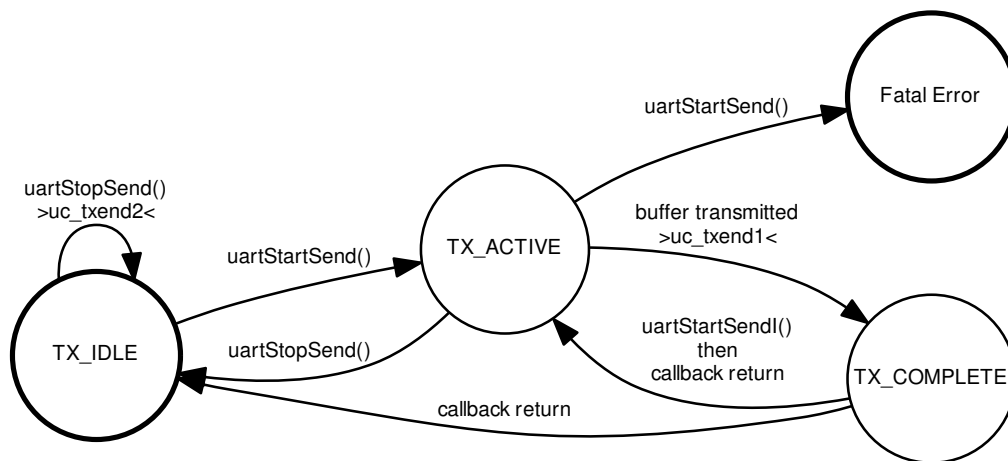 Fatal Error
uartStartSend()
uartStopSend()
>uc_txend2<
buffer transmitted
>uc_txend1<
TX_ACTIVE
uartStartSend()
uartStartSendI()
then
callback return
TX_IDLE
uartStopSend()
TX_COMPLETE
callback return